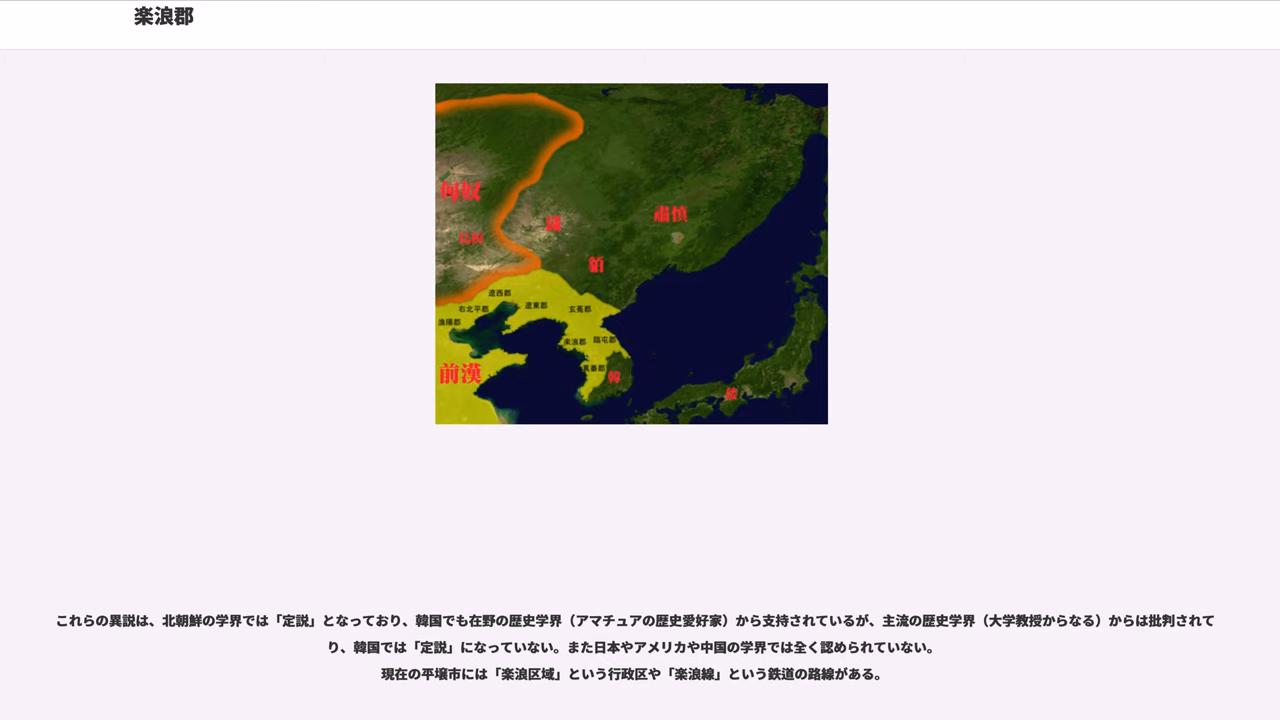 楽浪郡
匈奴
肅慎
遼西郡
遼東郡
玄菟郡
右北平郡
漁陽郡
楽浪郡
臨屯郡
真番郡
前漢
韓
倭
これらの異説は、北朝鮮の学界では「定説」となっており、韓国でも在野の歴史学界（アマチュアの歴史愛好家）から支持されているが、主流の歴史学界（大学教授からなる）からは批判されて
り、韓国では「定説」になっていない。また日本やアメリカや中国の学界では全く認められていない。
現在の平壌市には「楽浪区域」という行政区や「楽浪線」という鉄道の路線がある。